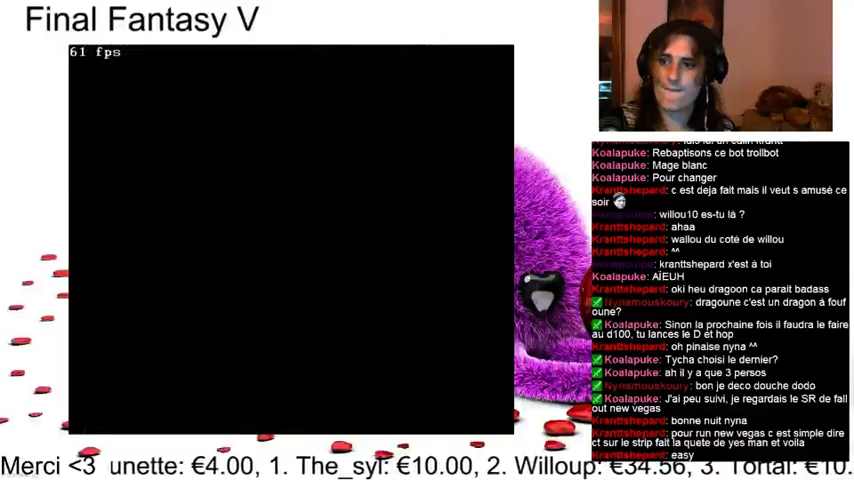 Final Fantasy V
61 fps
Koalapuke: Rebaptisons ce bot trollbot
Koalapuke: Mage blanc
Koalapuke: Pour changer
Kranttshepard: c est deja fait mais il veut s amusé ce
soir
: willou10 es-tu là ?
Kranttshepard: ahaa
Kranttshepard: wallou du coté de willou
Kranttshepard: ^^
: kranttshepard x'est à toi
Koalapuke: AÏEUH
Kranttshepard: oki heu dragoon ca parait badass
Nynamouskoury: dragoune c'est un dragon à fouf
oune?
Koalapuke: Sinon la prochaine fois il faudra le faire
au d100, tu lances le D et hop
Kranttshepard: oh pinaise nyna ^^
Koalapuke: Tycha choisi le dernier?
Koalapuke: ah il y a que 3 persos
Nynamouskoury: bon je deco douche dodo
Koalapuke: J'ai peu suivi, je regardais le SR de fall
out new vegas
Kranttshepard: bonne nuit nyna
Kranttshepard: pour run new vegas c est simple dire
ct sur le strip fait la quete de yes man et voila
Kranttshepard: easy
Merci <3 unette: €4.00, 1. The_syl: €10.00, 2. Willoup: €34.56, 3. Tortal: €10.